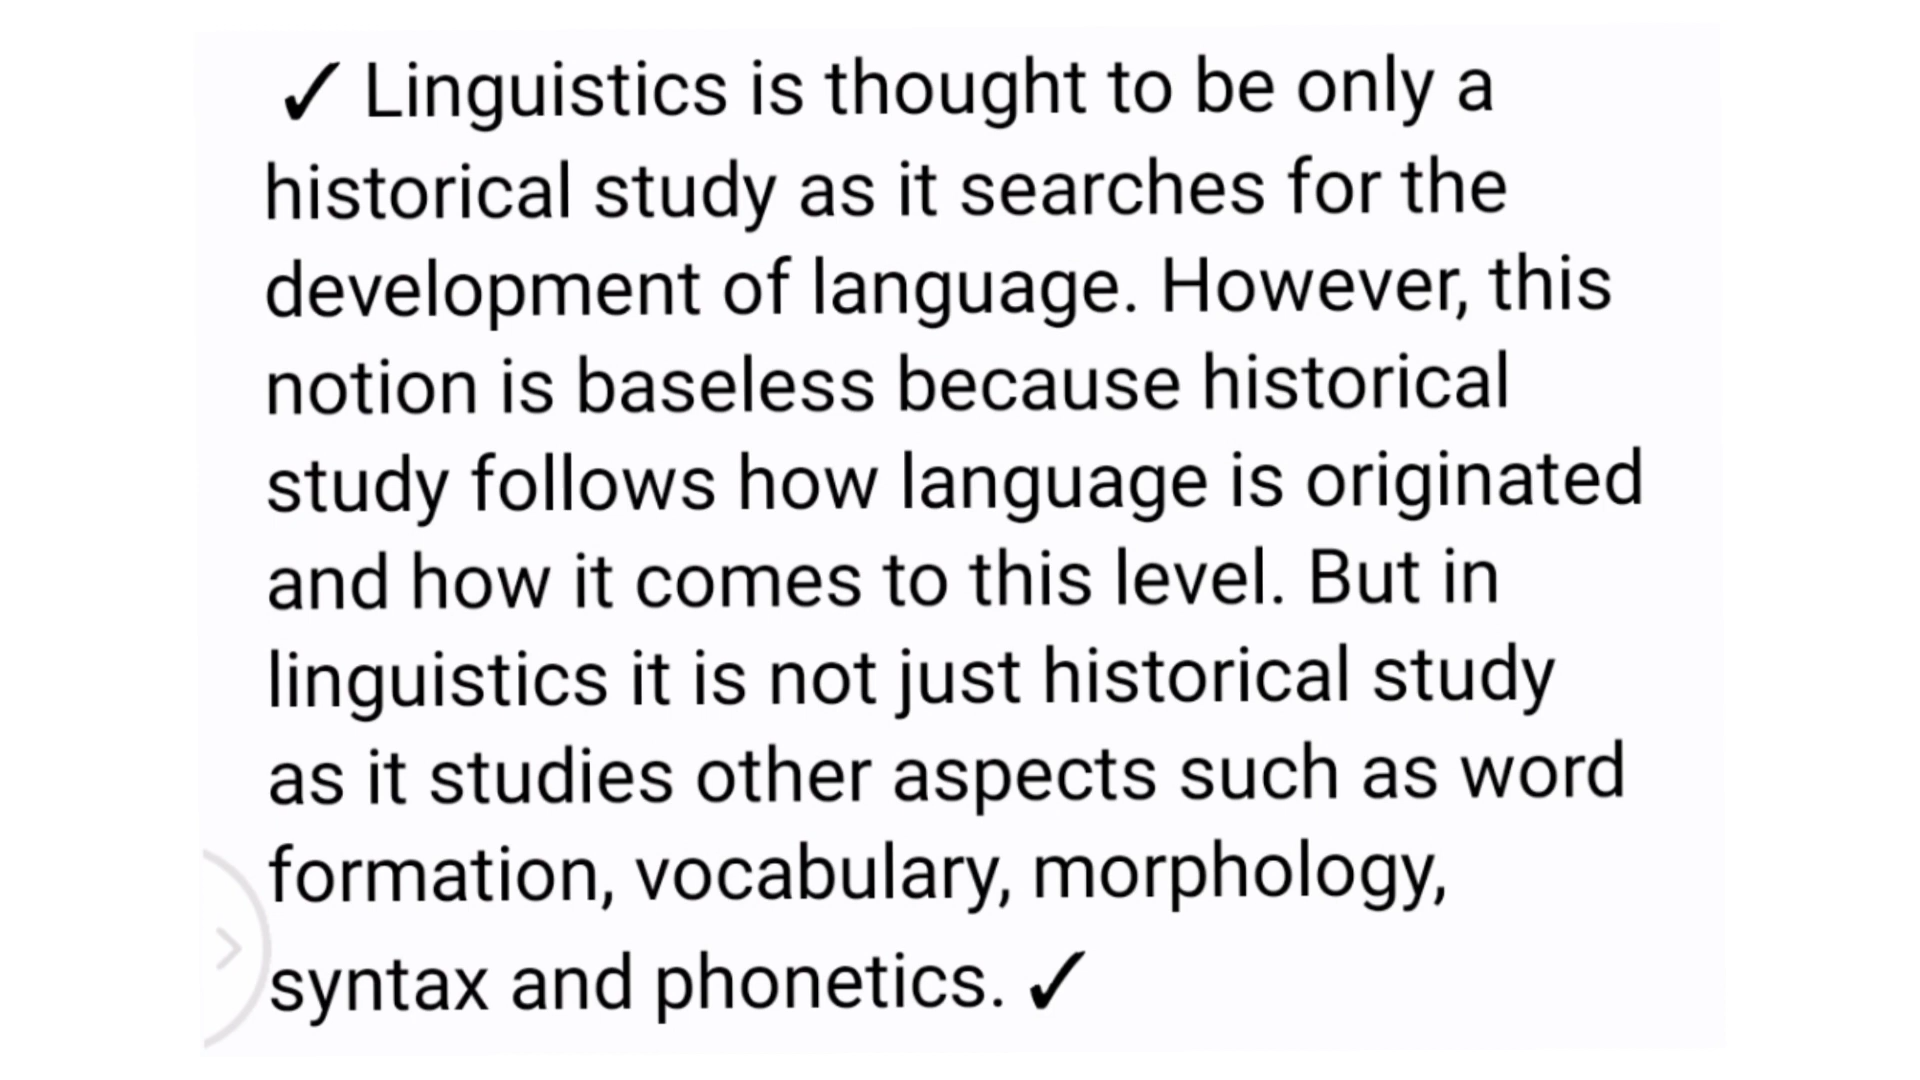 ✓ Linguistics is thought to be only a
historical study as it searches for the
development of language. However, this
notion is baseless because historical
study follows how language is originated
and how it comes to this level. But in
linguistics it is not just historical study
as it studies other aspects such as word
formation, vocabulary, morphology,
syntax and phonetics. ✓